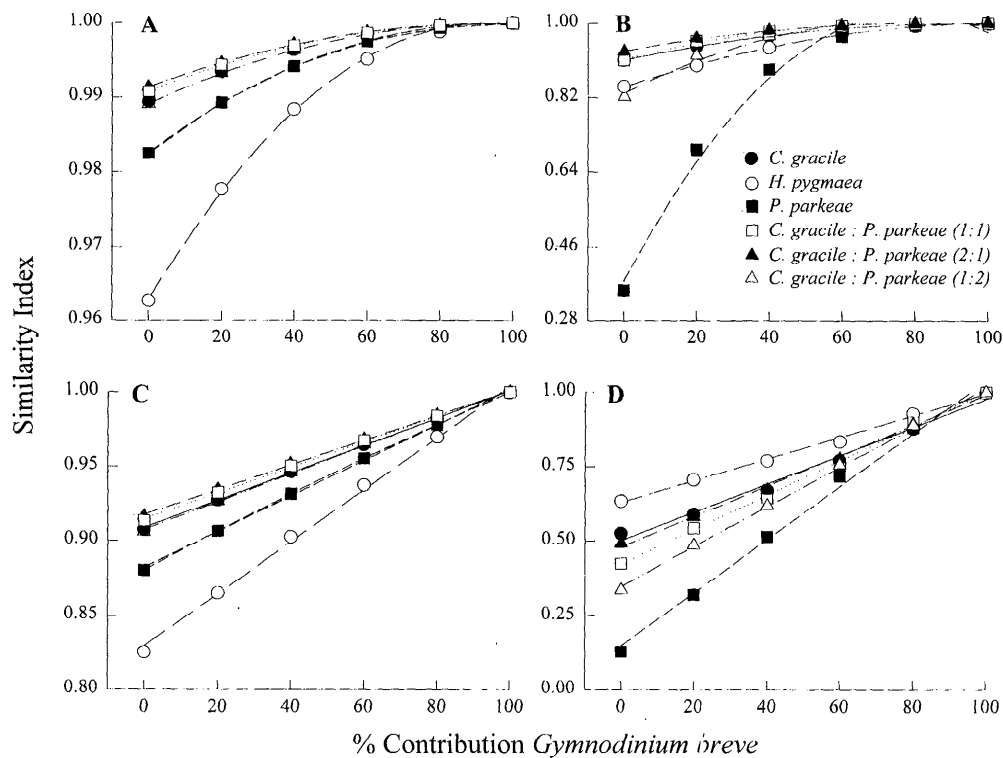 A
1.00
0.99
0.98
0.97
0.96
0 20 40 60 80 100
B
1.00
0.82
0.64
0.46
0.28
0 20 40 60 80 100
C. gracile
H. pygmaea
P. parkeae
C. gracile : P. parkeae (1:1)
C. gracile : P. parkeae (2:1)
C. gracile : P. parkeae (1:2)
Similarity Index
C
1.00
0.95
0.90
0.85
0.80
0 20 40 60 80 100
D
1.00
0.75
0.50
0.25
0.00
0 20 40 60 80 100
% Contribution Gymnodinium breve